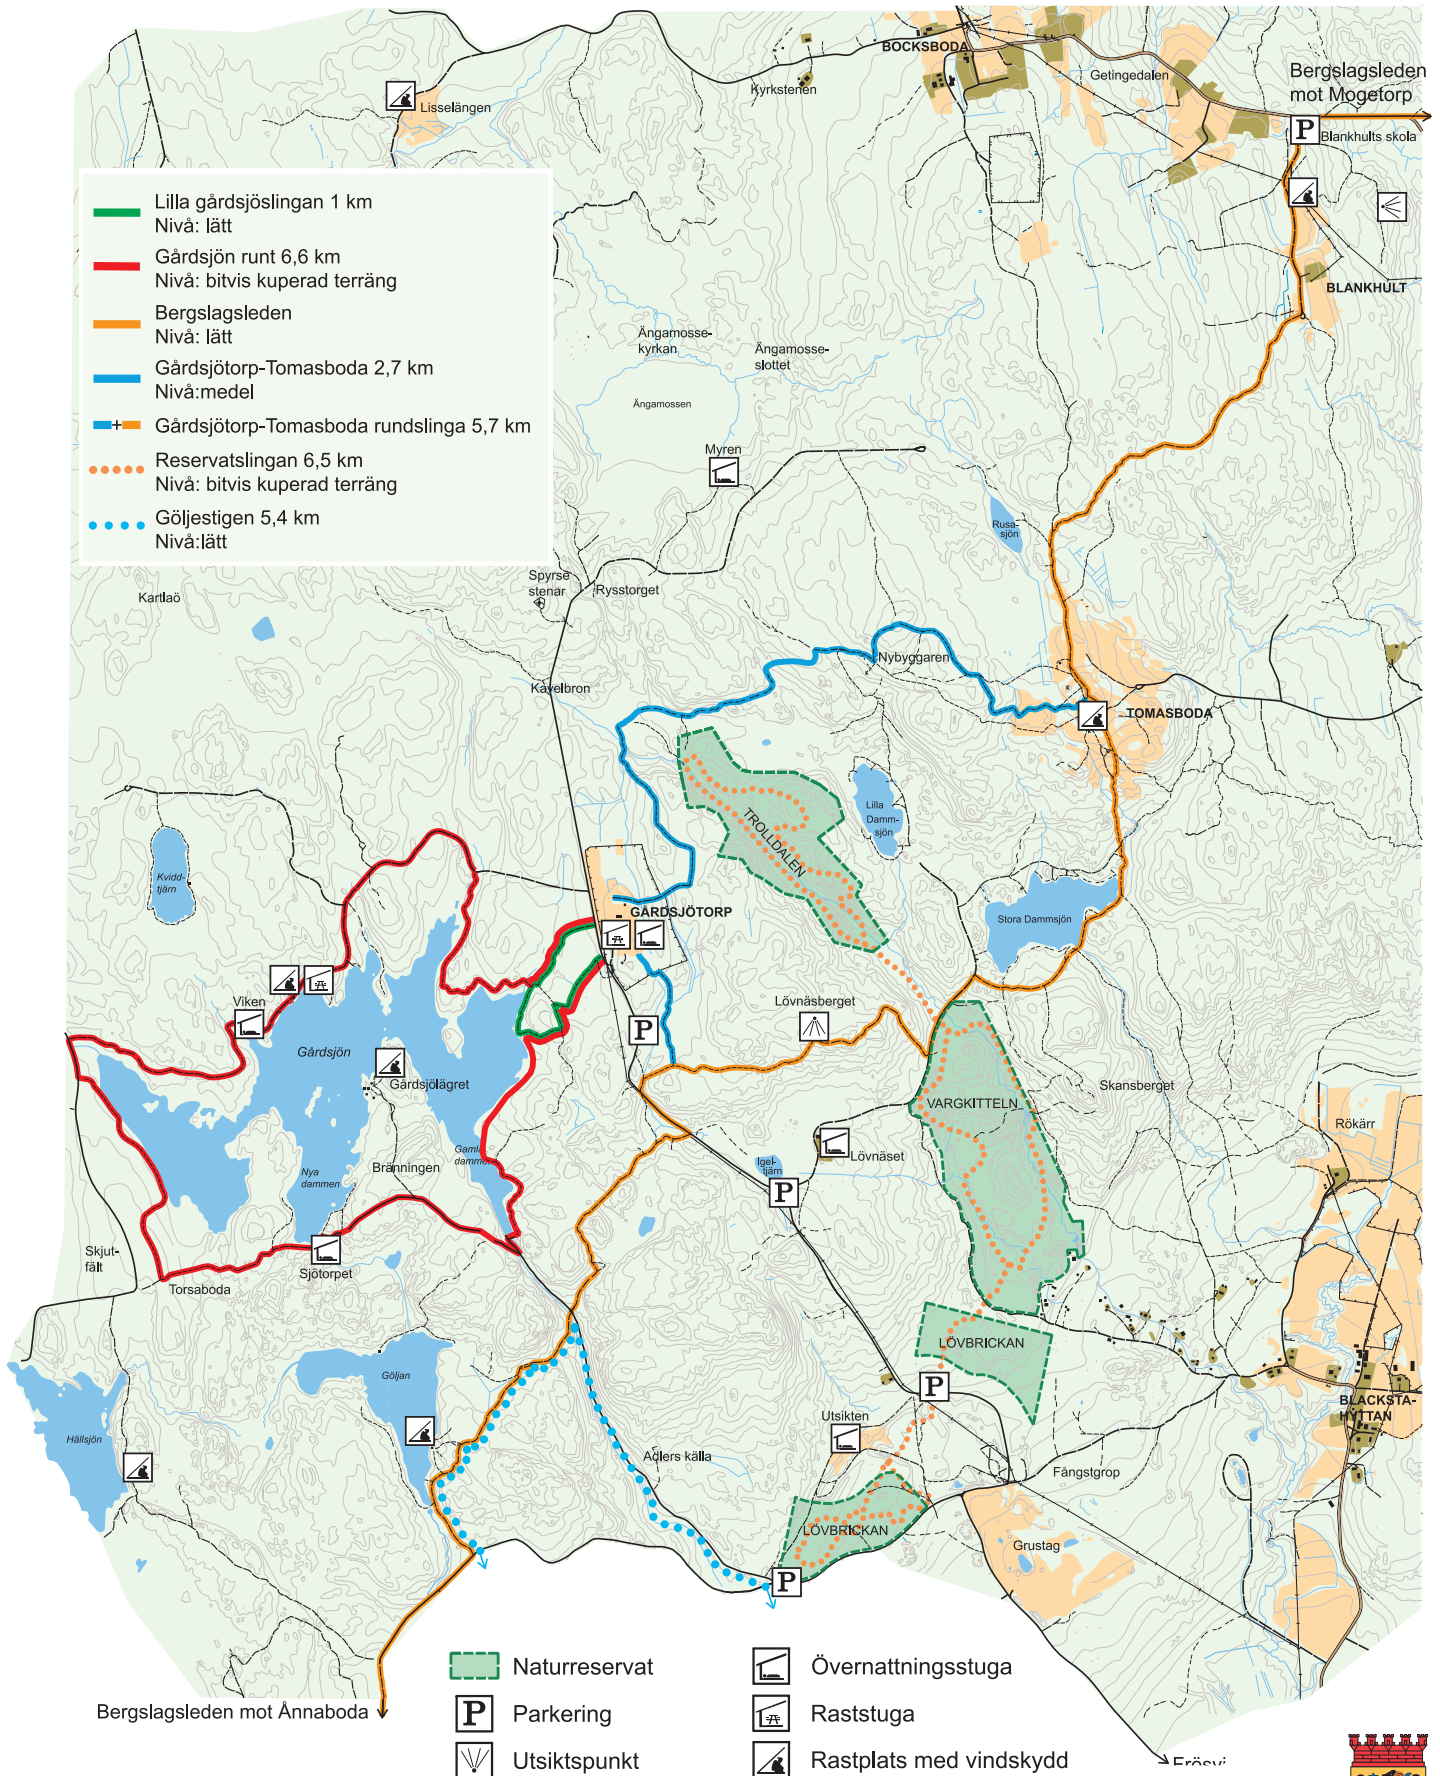 BOCKSBODA
Getingedalen
Bergslagsleden
mot Mogetorp
Kyrkstenen
Lisselängen
P
Blankhults skola
Lilla gårdsjöslingan 1 km
Nivå: lätt
Gårdsjön runt 6,6 km
Nivå: bitvis kuperad terräng
Bergslagsleden
Nivå: lätt
Gårdsjötorp-Tomasboda 2,7 km
Nivå:medel
+
Gårdsjötorp-Tomasboda rundslinga 5,7 km
Reservatslingan 6,5 km
Nivå: bitvis kuperad terräng
Göljestigen 5,4 km
Nivå:lätt
BLANKHULT
Ängamosse-
kyrkan
Ängamosse-
slottet
Ängamossen
Myren
Rusa-
sjön
Spyrse
stenar
Rysstorget
Kartlaö
Nybyggaren
Kavelbron
TOMASBODA
Lilla
Damm-
sjön
TROLLDALEN
Kvidd-
tjärn
GÅRDSJÖTORP
Stora Dammsjön
Viken
Lövnäsberget
P
Gårdsjön
Gårdsjölägret
Skansberget
VARGKITTELN
Rökärr
Gamla
dammen
Bränningen
Nya
dammen
Igel-
tjärn
Lövnäset
P
Skjut-
fält
Sjötorpet
Torsaboda
LÖVBRICKAN
Göljan
P
BLACKSTA-
HYTTAN
Utsikten
Hällsjön
Adlers källa
Fångstgrop
LÖVBRICKAN
Grustag
P
Naturreservat
Övernattningsstuga
Bergslagsleden mot Ånnaboda
P
Parkering
Raststuga
Utsiktspunkt
Rastplats med vindskydd
Frösvi